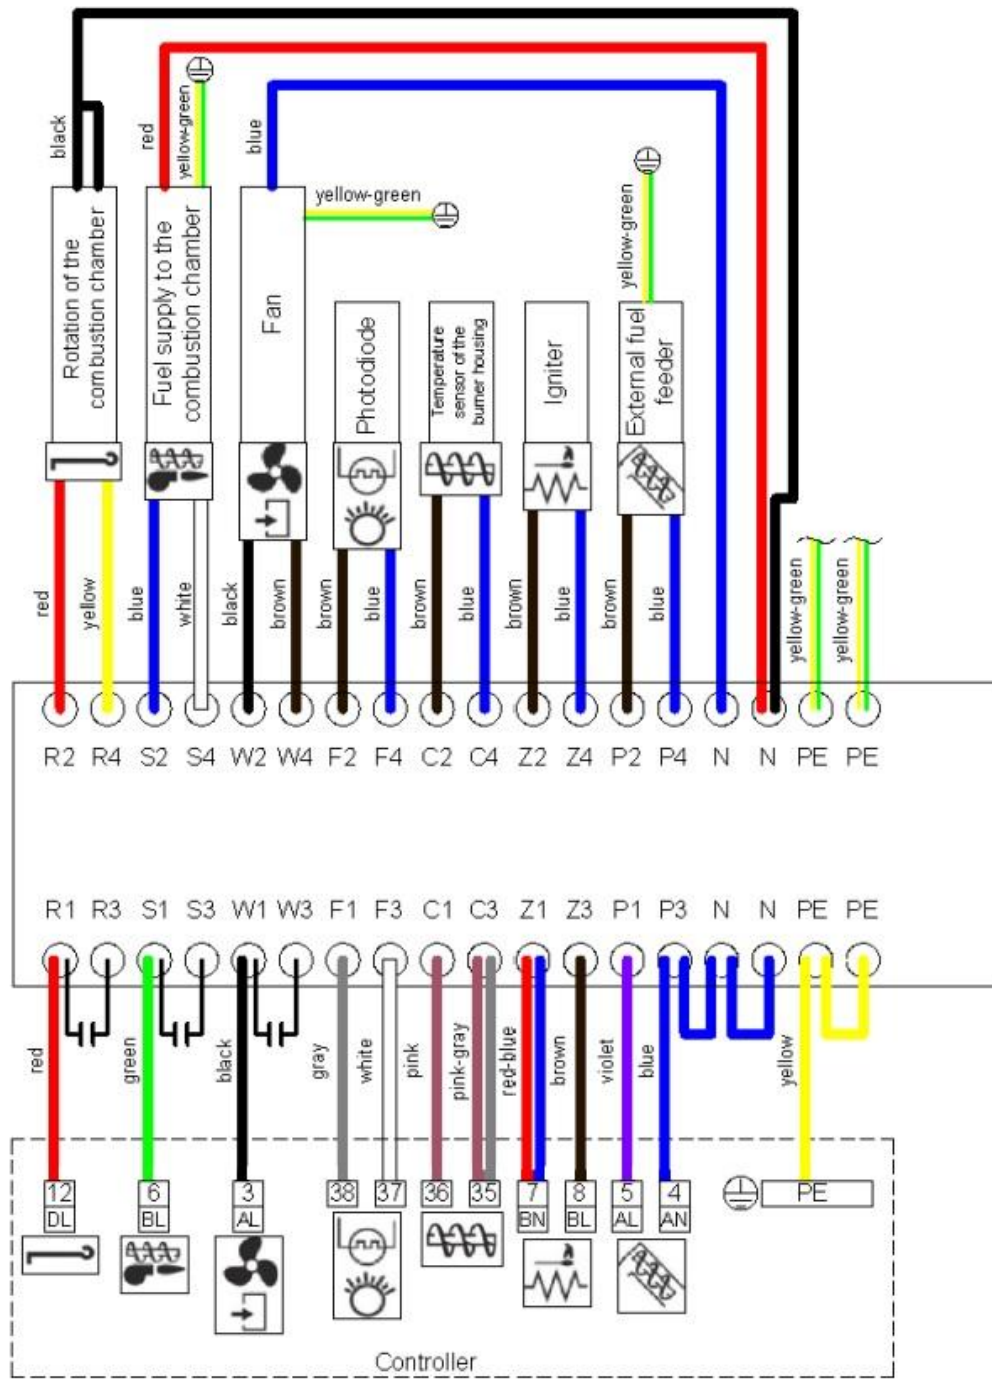 black
red
yellow-green
blue
yellow-green
yellow-green
Rotation of the
combustion chamber
Fuel supply to the
combustion chamber
Fan
Photodiode
Temperature
sensor of the
burner housing
Igniter
External fuel
feeder
red
yellow
blue
white
black
brown
brown
blue
brown
blue
brown
blue
brown
blue
yellow-green
yellow-green
R2 R4 S2 S4 W2 W4 F2 F4 C2 C4 Z2 Z4 P2 P4 N N PE PE
R1 R3 S1 S3 W1 W3 F1 F3 C1 C3 Z1 Z3 P1 P3 N N PE PE
red
green
black
gray
white
pink
pink-gray
red-blue
brown
violet
blue
yellow
12 6 3 38 37 36 35 7 8 5 4 PE
DL BL AL BN BL AL AN
Controller